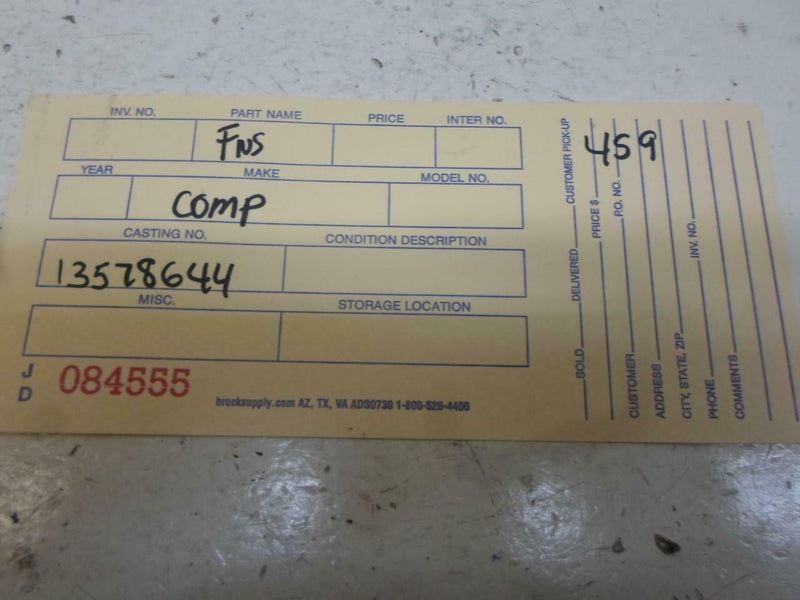 INV. NO. PART NAME PRICE INTER NO.
FNS
YEAR MAKE MODEL NO.
COMP
CASTING NO. CONDITION DESCRIPTION
13578644
MISC. STORAGE LOCATION
J D 084555
brocksupply.com AZ, TX, VA ADS0730 1-800-528-4400
459
SOLD DELIVERED CUSTOMER PICK-UP
PRICE $
P.O. NO.
CUSTOMER
ADDRESS
CITY, STATE, ZIP INV. NO.
PHONE
COMMENTS